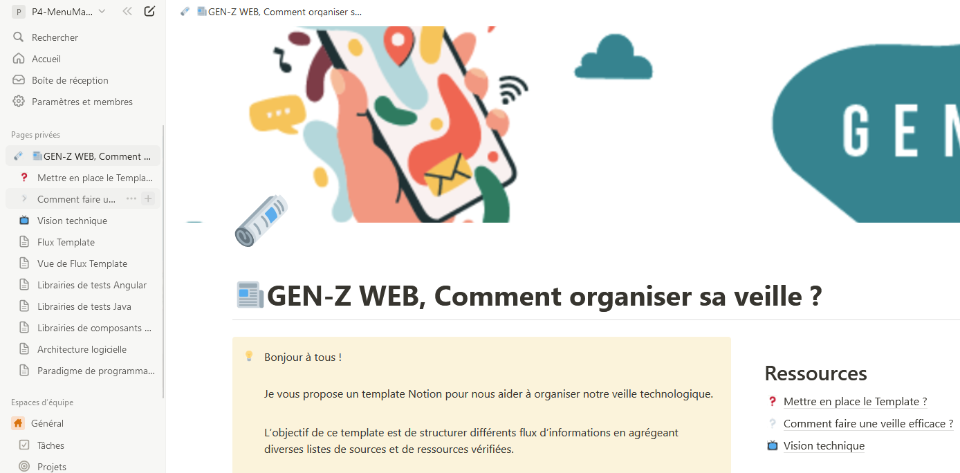 P P4-MenuMa...
GEN-Z WEB, Comment organiser s...
Rechercher
Accueil
Boîte de réception
Paramètres et membres
Pages privées
GEN-Z WEB, Comment ...
Mettre en place le Templa...
Comment faire u...
Vision technique
Flux Template
Vue de Flux Template
Librairies de tests Angular
Librairies de tests Java
Librairies de composants ...
Architecture logicielle
Paradigme de programma...
Espaces d'équipe
Général
Tâches
Projets
GEN
GEN-Z WEB, Comment organiser sa veille ?
Bonjour à tous !
Je vous propose un template Notion pour nous aider à organiser notre veille technologique.
L'objectif de ce template est de structurer différents flux d'informations en agrégeant
diverses listes de sources et de ressources vérifiées.
Ressources
Mettre en place le Template ?
Comment faire une veille efficace ?
Vision technique